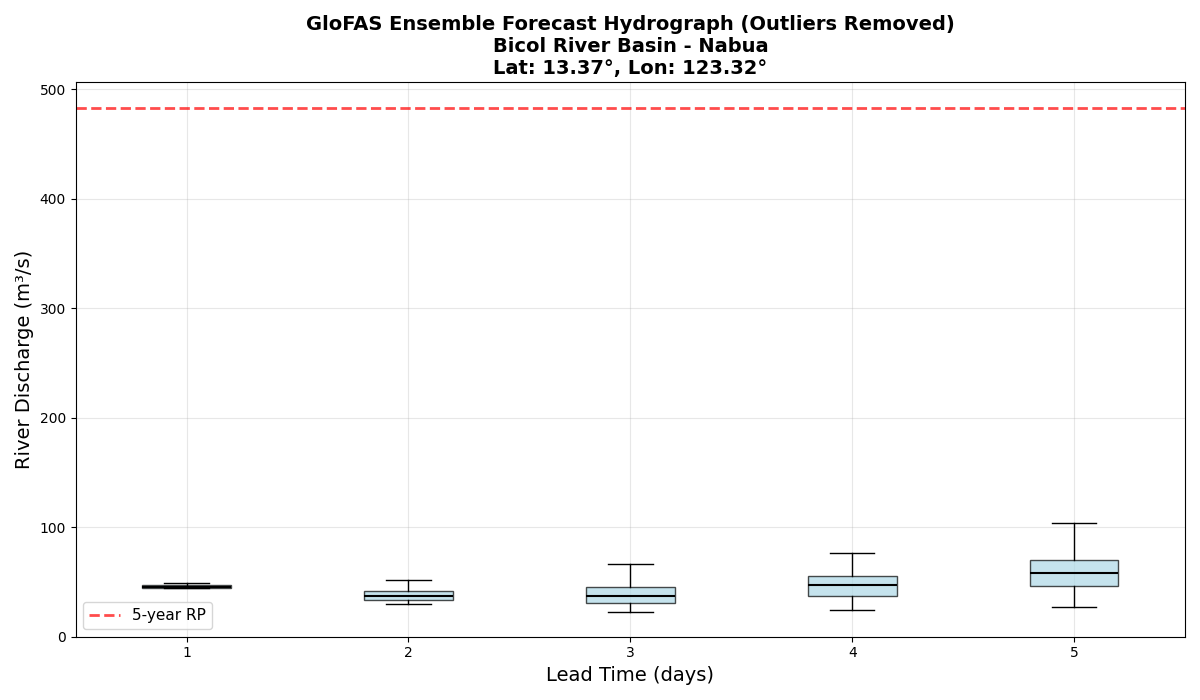 GloFAS Ensemble Forecast Hydrograph (Outliers Removed)
Bicol River Basin - Nabua
Lat: 13.37°, Lon: 123.32°
River Discharge (m³/s)
500
400
300
200
100
0
5-year RP
1 2 3 4 5
Lead Time (days)